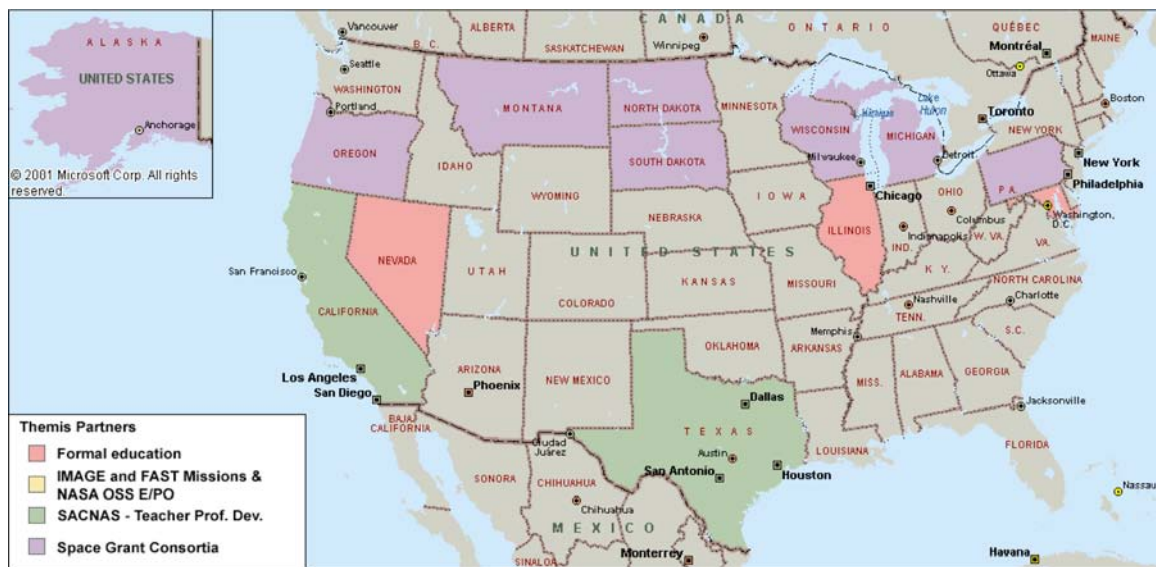 ALASKA
UNITED STATES
Anchorage
© 2001 Microsoft Corp. All rights
reserved.
CANADA
Vancouver
B. C.
ALBERTA
SASKATCHEWAN
Winnipeg
ONTARIO
QUÉBEC
Montréal
MAINE
Ottawa
Seattle
WASHINGTON
Portland
MONTANA
NORTH DAKOTA
MINNESOTA
Lake
Huron
Michigan
Toronto
Boston
OREGON
IDAHO
SOUTH DAKOTA
WISCONSIN
MICHIGAN
NEW YORK
Milwaukee
Detroit
New York
WYOMING
IOWA
Chicago
OHIO
P A.
Philadelphia
NEBRASKA
ILLINOIS
IND.
Columbus
Washington,
D.C.
Indianapolis
W. VA.
VA.
UNITED STATES
San Francisco
NEVADA
UTAH
COLORADO
KANSAS
MISSOURI
K Y.
NORTH CAROLINA
CALIFORNIA
Nashville
TENN.
Charlotte
Memphis
S.C.
OKLAHOMA
ARKANSAS
Los Angeles
San Diego
ARIZONA
Phoenix
NEW MEXICO
MISS.
ALABAMA
GEORGIA
Dallas
Jacksonville
BAJA
CALIFORNIA
Ciudad
Juárez
TEXAS
Austin
LOUISIANA
FLORIDA
SONORA
CHIHUAHUA
San Antonio
Houston
Chihuahua
Nassau
MEXICO
SINALOA
Monterrey
Havana
Themis Partners
Formal education
IMAGE and FAST Missions &
NASA OSS E/PO
SACNAS - Teacher Prof. Dev.
Space Grant Consortia